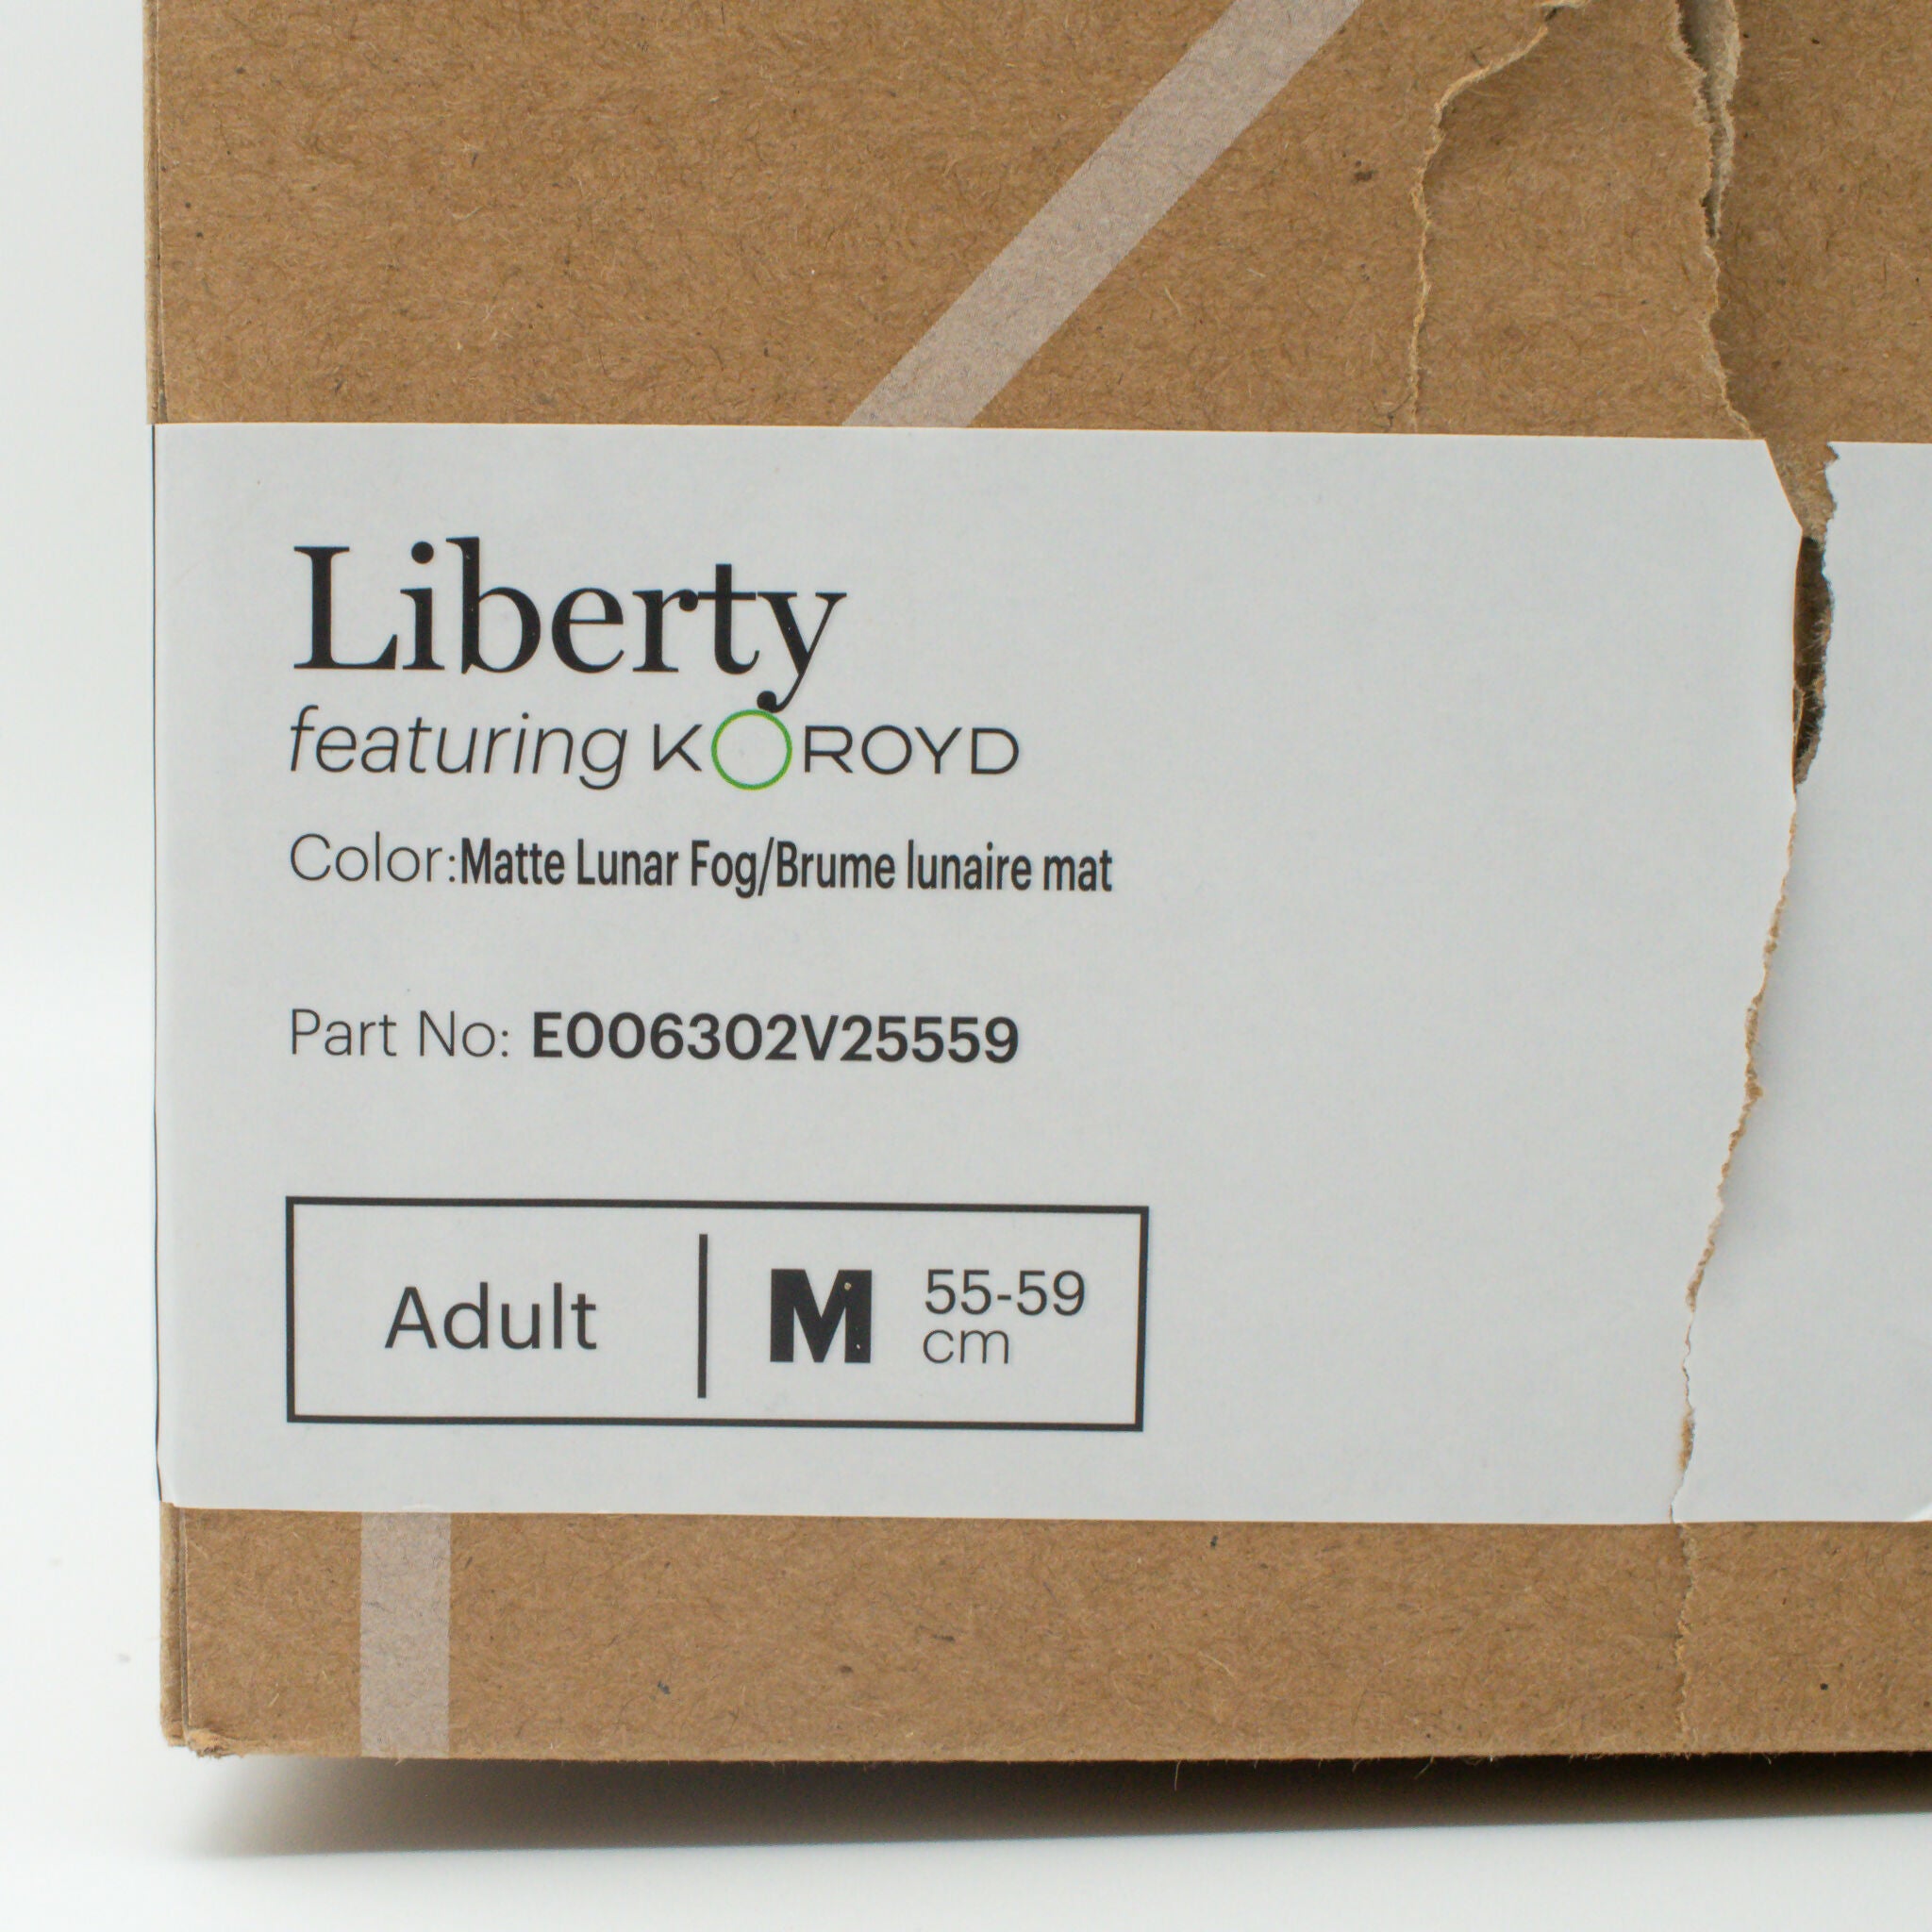 Liberty
featuring KOROYD
Color:Matte Lunar Fog/Brume lunaire mat
Part No: E006302V25559
Adult | M 55-59
cm